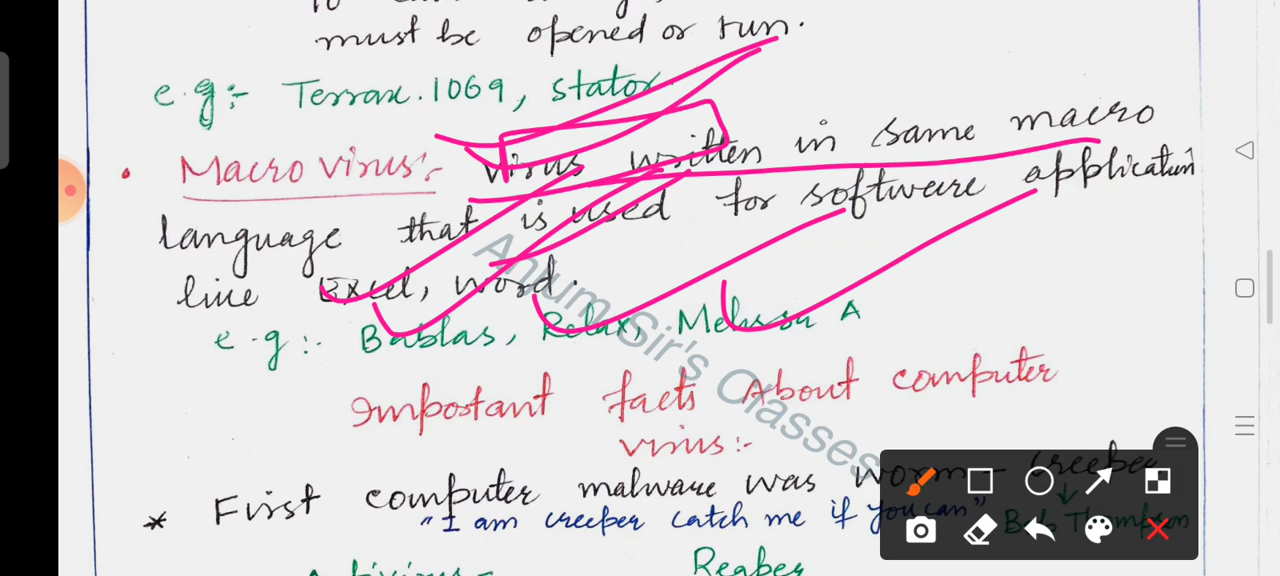 must be opened or run.
e.g:- Terrax.1069, stator
• Macro virus:- virus written in same macro
language that is used for software application
like Excel, word.
e.g:. Bablas, Relax, Melissa A
Important facts About computer
virus:-
* First computer malware was worm - creeper
"I am creeper catch me if you can" Bob Thompson
Reaper
Anjum Sir's Classes